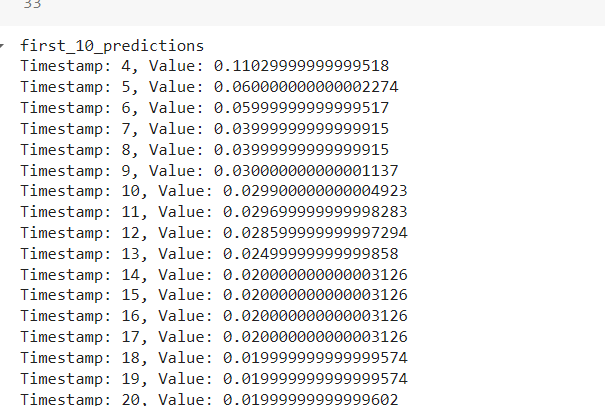 33
first_10_predictions
Timestamp: 4, Value: 0.11029999999999518
Timestamp: 5, Value: 0.060000000000002274
Timestamp: 6, Value: 0.059999999999999517
Timestamp: 7, Value: 0.03999999999999915
Timestamp: 8, Value: 0.03999999999999915
Timestamp: 9, Value: 0.030000000000001137
Timestamp: 10, Value: 0.029900000000004923
Timestamp: 11, Value: 0.029699999999998283
Timestamp: 12, Value: 0.028599999999997294
Timestamp: 13, Value: 0.02499999999999858
Timestamp: 14, Value: 0.020000000000003126
Timestamp: 15, Value: 0.020000000000003126
Timestamp: 16, Value: 0.020000000000003126
Timestamp: 17, Value: 0.020000000000003126
Timestamp: 18, Value: 0.019999999999999574
Timestamp: 19, Value: 0.019999999999999574
Timestamp: 20, Value: 0.01999999999999602